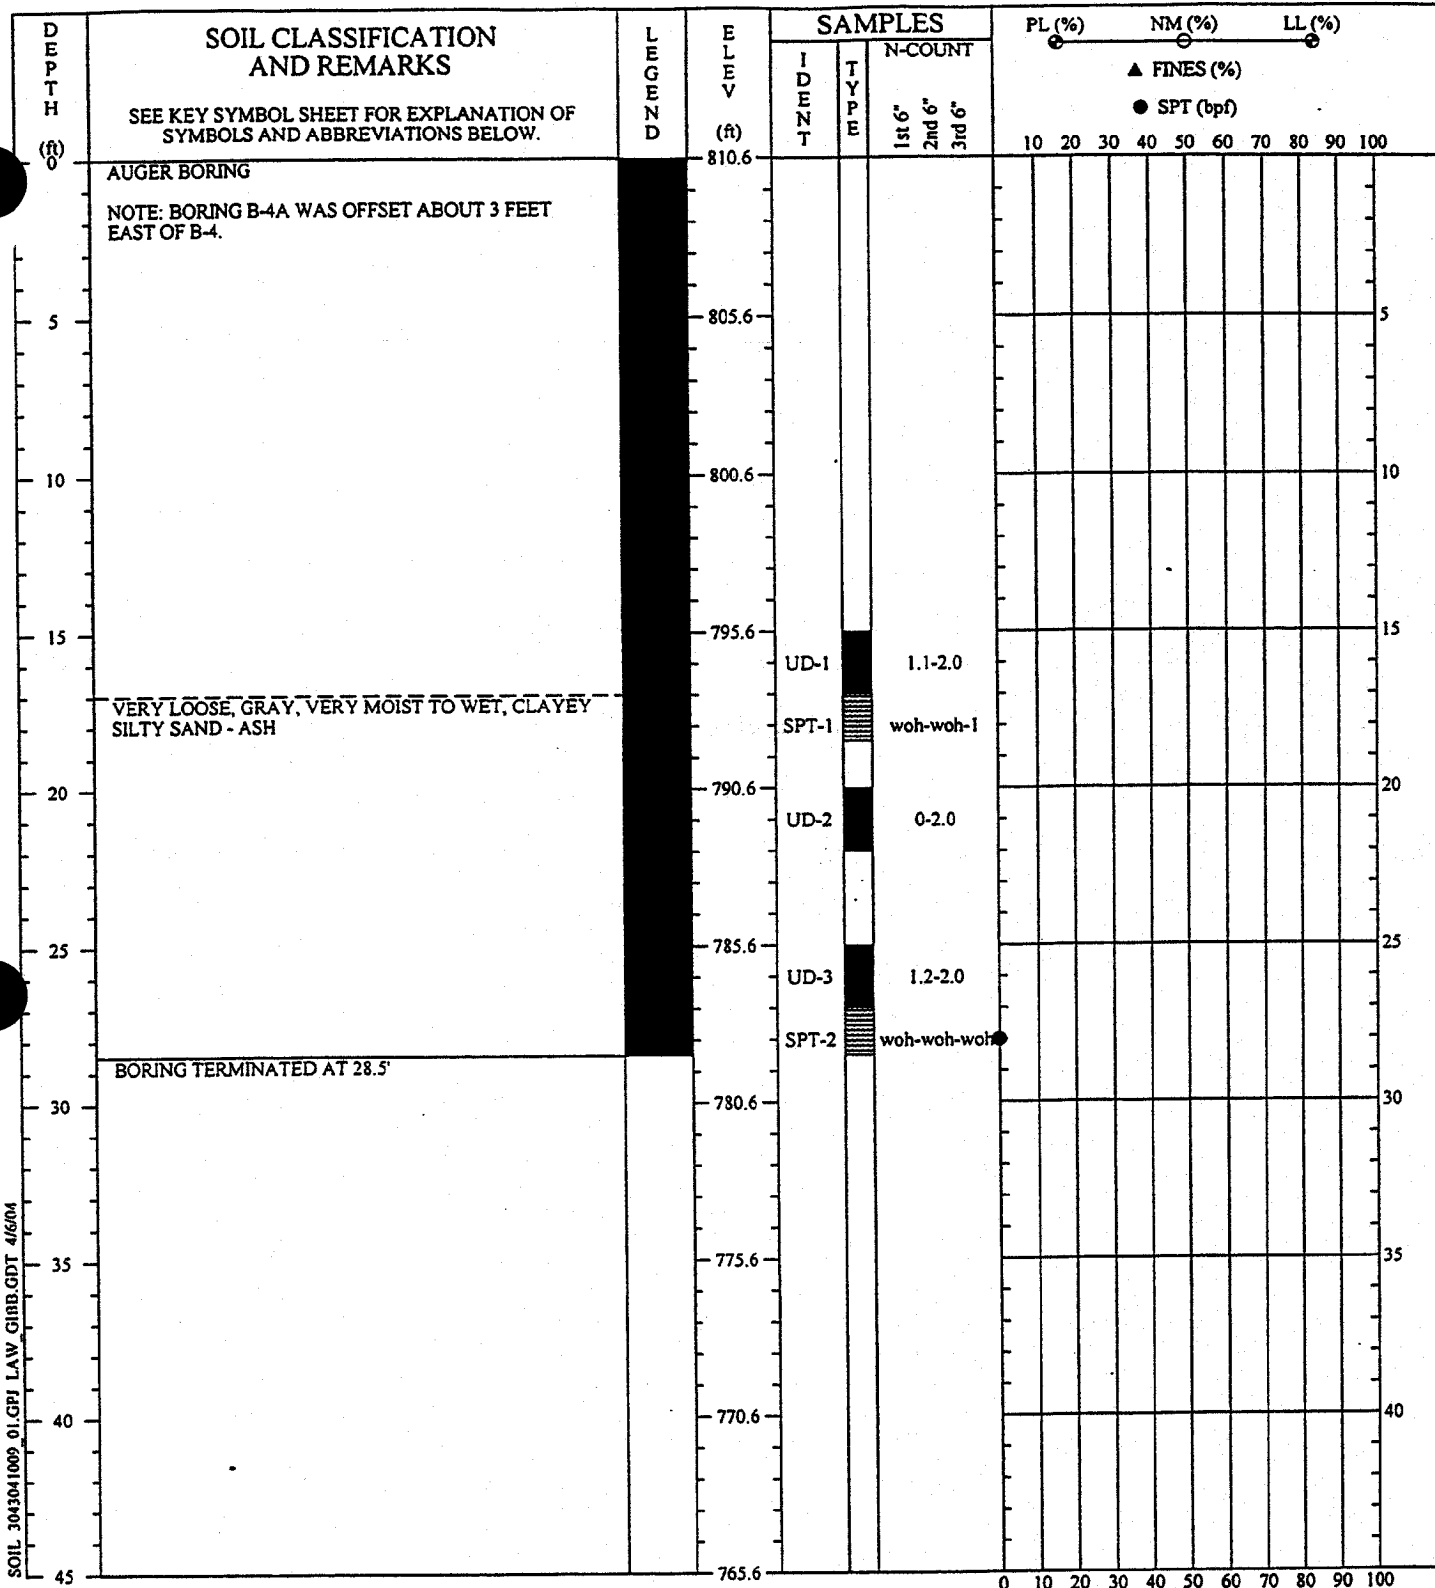 DEPTH (ft)
SOIL CLASSIFICATION
AND REMARKS
SEE KEY SYMBOL SHEET FOR EXPLANATION OF
SYMBOLS AND ABBREVIATIONS BELOW.
LEGEND
ELEV (ft)
SAMPLES
IDENT
TYPE
N-COUNT
1st 6"
2nd 6"
3rd 6"
PL (%) NM (%) LL (%)
▲ FINES (%)
● SPT (bpf)
10 20 30 40 50 60 70 80 90 100
0 810.6
AUGER BORING
NOTE: BORING B-4A WAS OFFSET ABOUT 3 FEET
EAST OF B-4.
5 805.6 5
10 800.6 10
15 795.6 15
UD-1 1.1-2.0
VERY LOOSE, GRAY, VERY MOIST TO WET, CLAYEY
SILTY SAND - ASH
SPT-1 woh-woh-1
20 790.6 20
UD-2 0-2.0
25 785.6 25
UD-3 1.2-2.0
SPT-2 woh-woh-woh
BORING TERMINATED AT 28.5'
30 780.6 30
35 775.6 35
40 770.6 40
45 765.6
0 10 20 30 40 50 60 70 80 90 100
SOIL 3043041009_01.GPJ LAW_GIBB.GDT 4/6/04